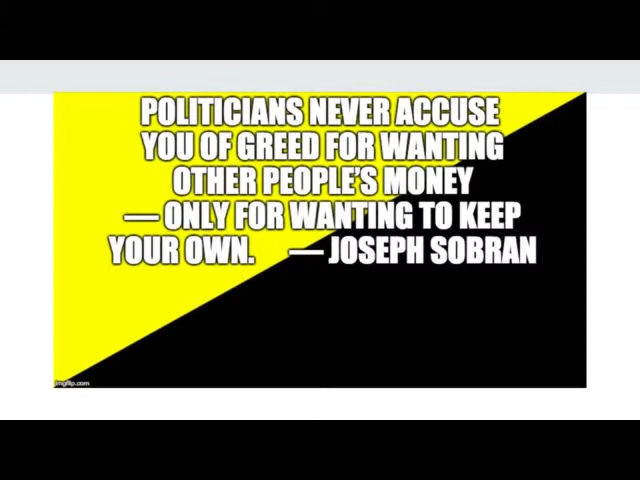 POLITICIANS NEVER ACCUSE
YOU OF GREED FOR WANTING
OTHER PEOPLE'S MONEY
— ONLY FOR WANTING TO KEEP
YOUR OWN. — JOSEPH SOBRAN
imgflip.com